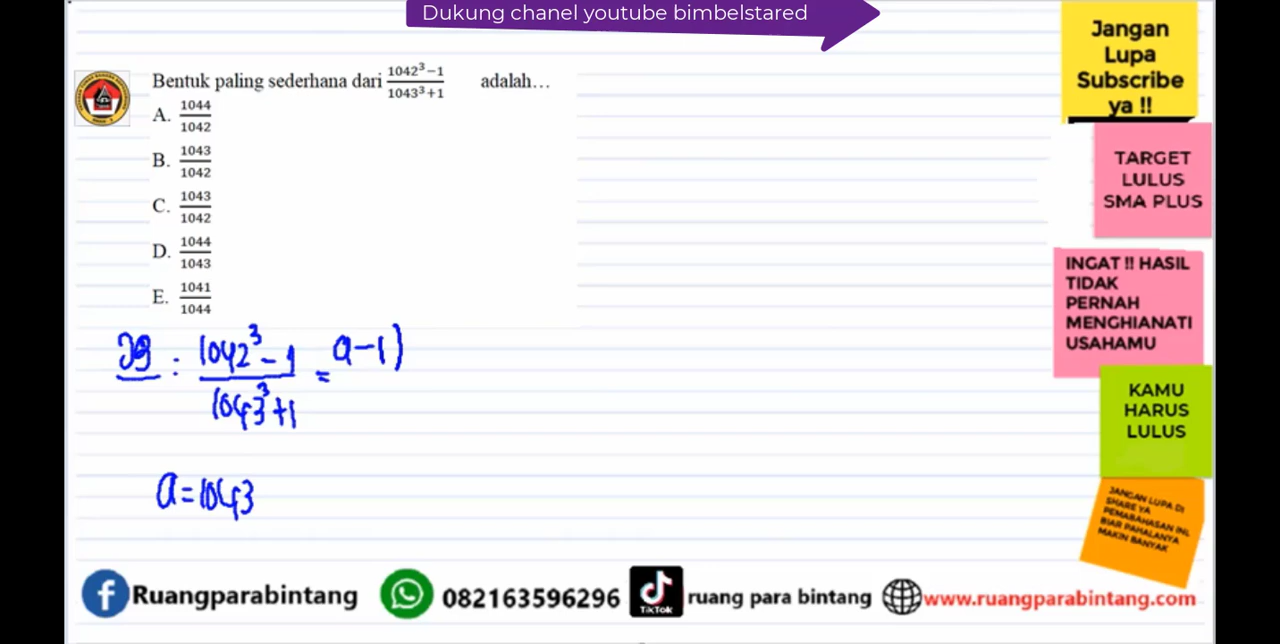 Dukung chanel youtube bimbelstared
Bentuk paling sederhana dari (1042³−1)/(1043³+1) adalah…
A. 1044/1042
B. 1043/1042
C. 1043/1042
D. 1044/1043
E. 1041/1044
: (1042³−1)/(1043³+1) = a−1)
a=1043
Jangan
Lupa
Subscribe
ya !!
TARGET
LULUS
SMA PLUS
INGAT !! HASIL
TIDAK
PERNAH
MENGHIANATI
USAHAMU
KAMU
HARUS
LULUS
JANGAN LUPA DI
SHARE YA
PEMABAHASAN INI,
BIAR PAHALANYA
MAKIN BANYAK
Ruangparabintang 082163596296 TikTok ruang para bintang www.ruangparabintang.com